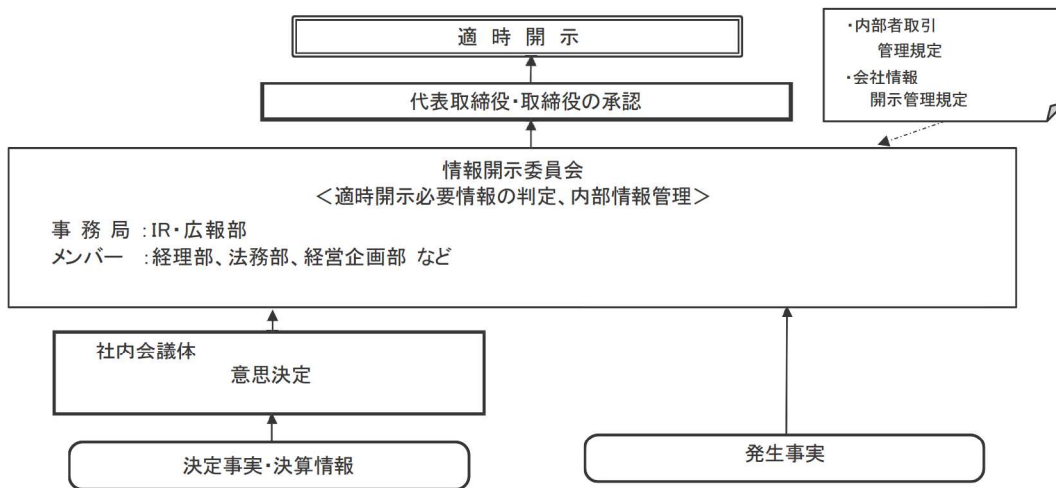 適 時 開 示
・内部者取引
管理規定
・会社情報
開示管理規定
代表取締役・取締役の承認
情報開示委員会
＜適時開示必要情報の判定、内部情報管理＞
事 務 局 ：IR・広報部
メンバー ：経理部、法務部、経営企画部 など
社内会議体
意思決定
決定事実・決算情報
発生事実